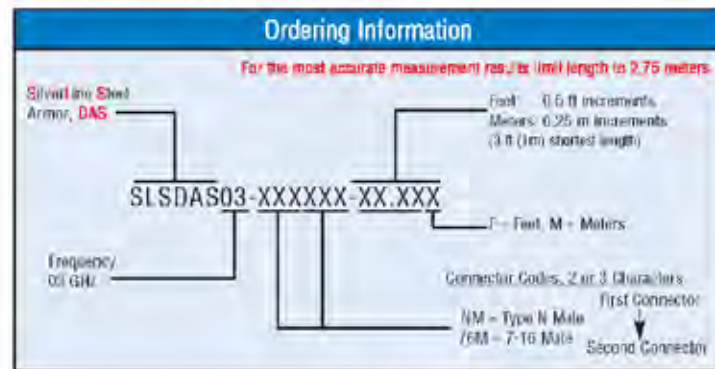 Ordering Information
For the most accurate measurement results limit length to 2.75 meters
SilverLine Steel
Armor, DAS
Feet: 0.5 ft increments
Meters: 0.25 m increments
(3 ft (1m) shortest length)
SLSDAS03-XXXXXX-XX.XXX
F = Feet, M = Meters
Frequency
03 GHz
Connector Codes, 2 or 3 Characters
First Connector
NM = Type N Male
76M = 7-16 Male
Second Connector